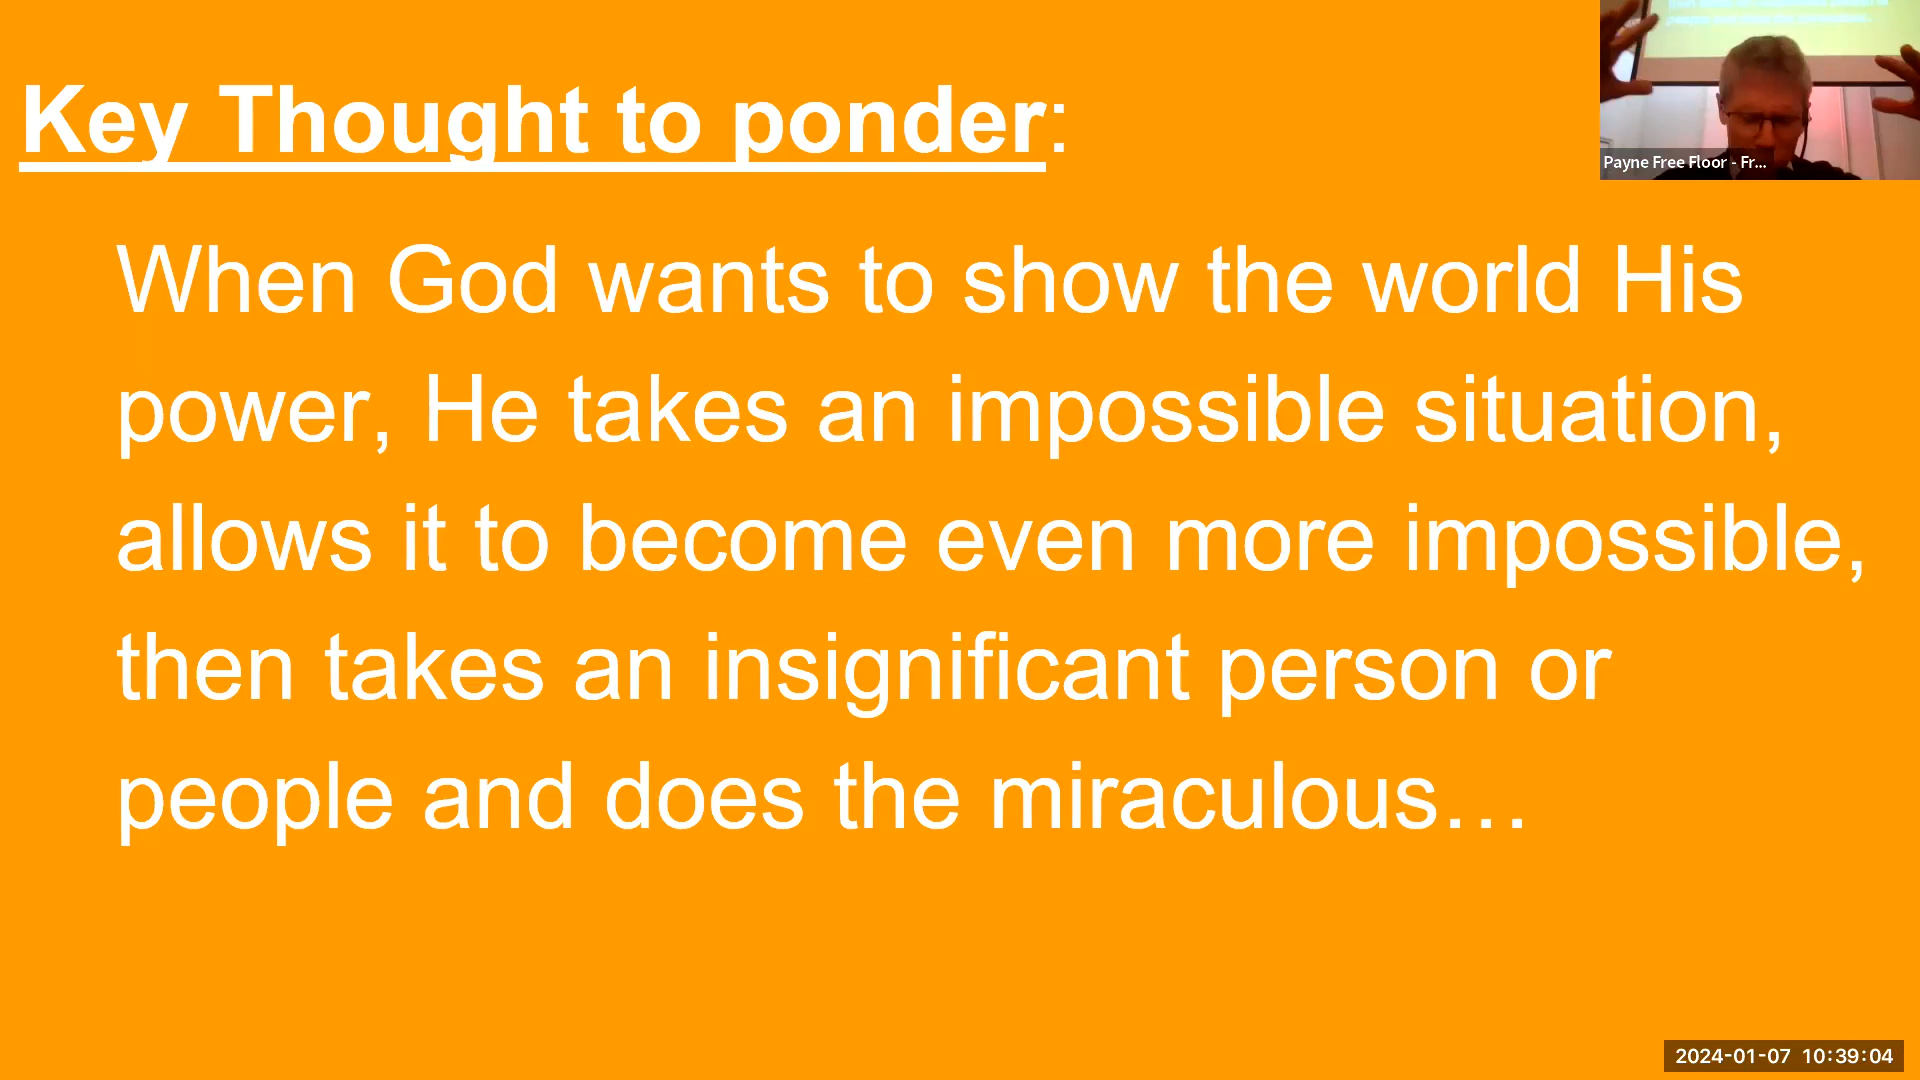 Key Thought to ponder:
When God wants to show the world His
power, He takes an impossible situation,
allows it to become even more impossible,
then takes an insignificant person or
people and does the miraculous…
Payne Free Floor - Fr...
2024-01-07 10:39:04